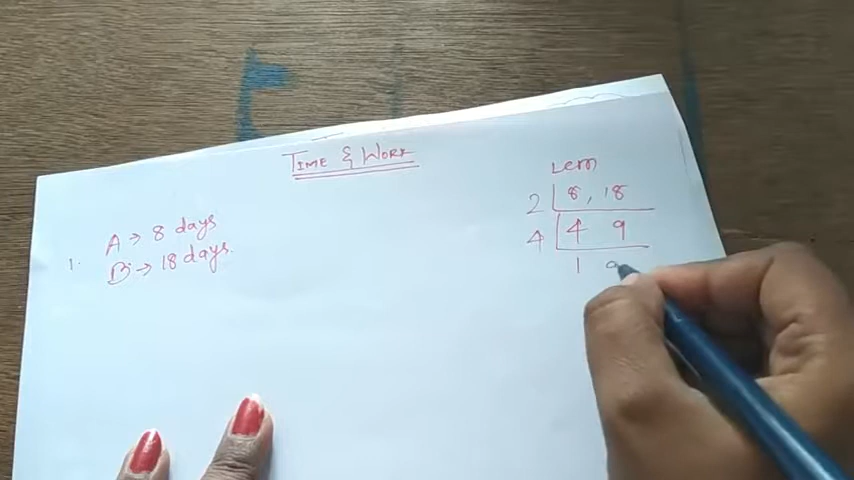 TIME & WORK
1. A → 8 days
B → 18 days.
Lcm
2 8, 18
4 4 9
1 9